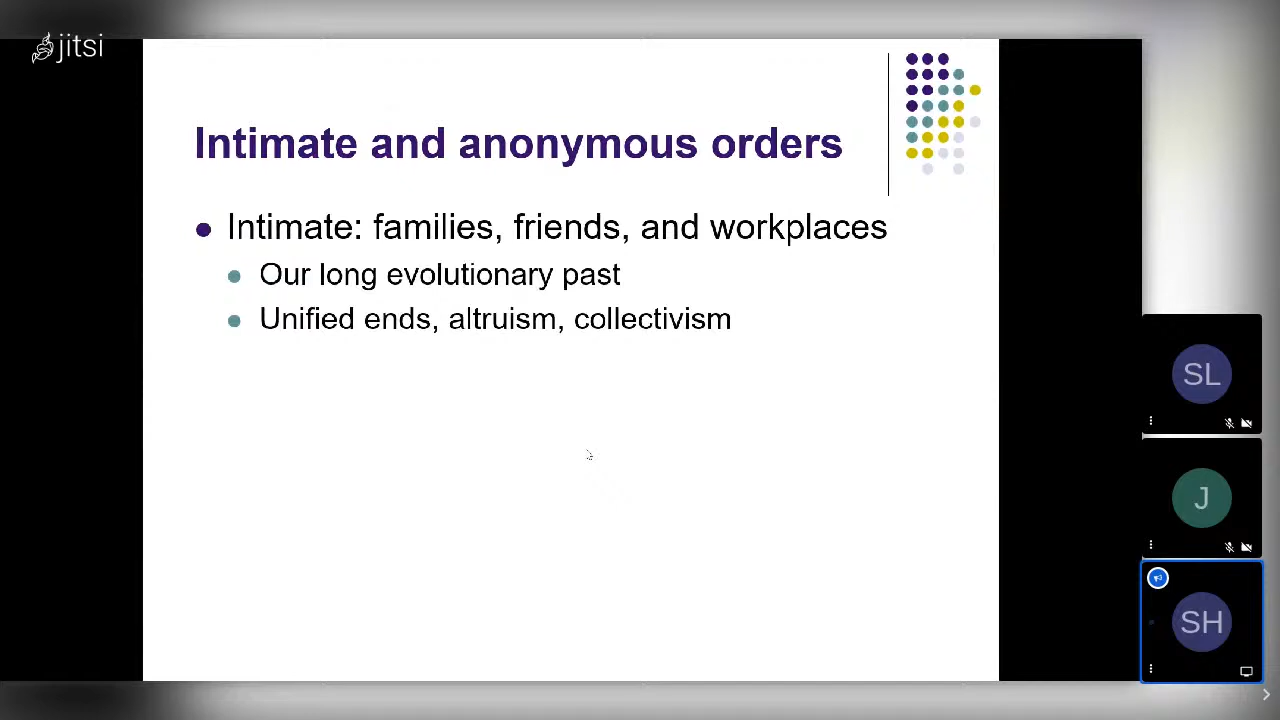 jitsi
Intimate and anonymous orders
Intimate: families, friends, and workplaces
Our long evolutionary past
Unified ends, altruism, collectivism
SL
J
SH